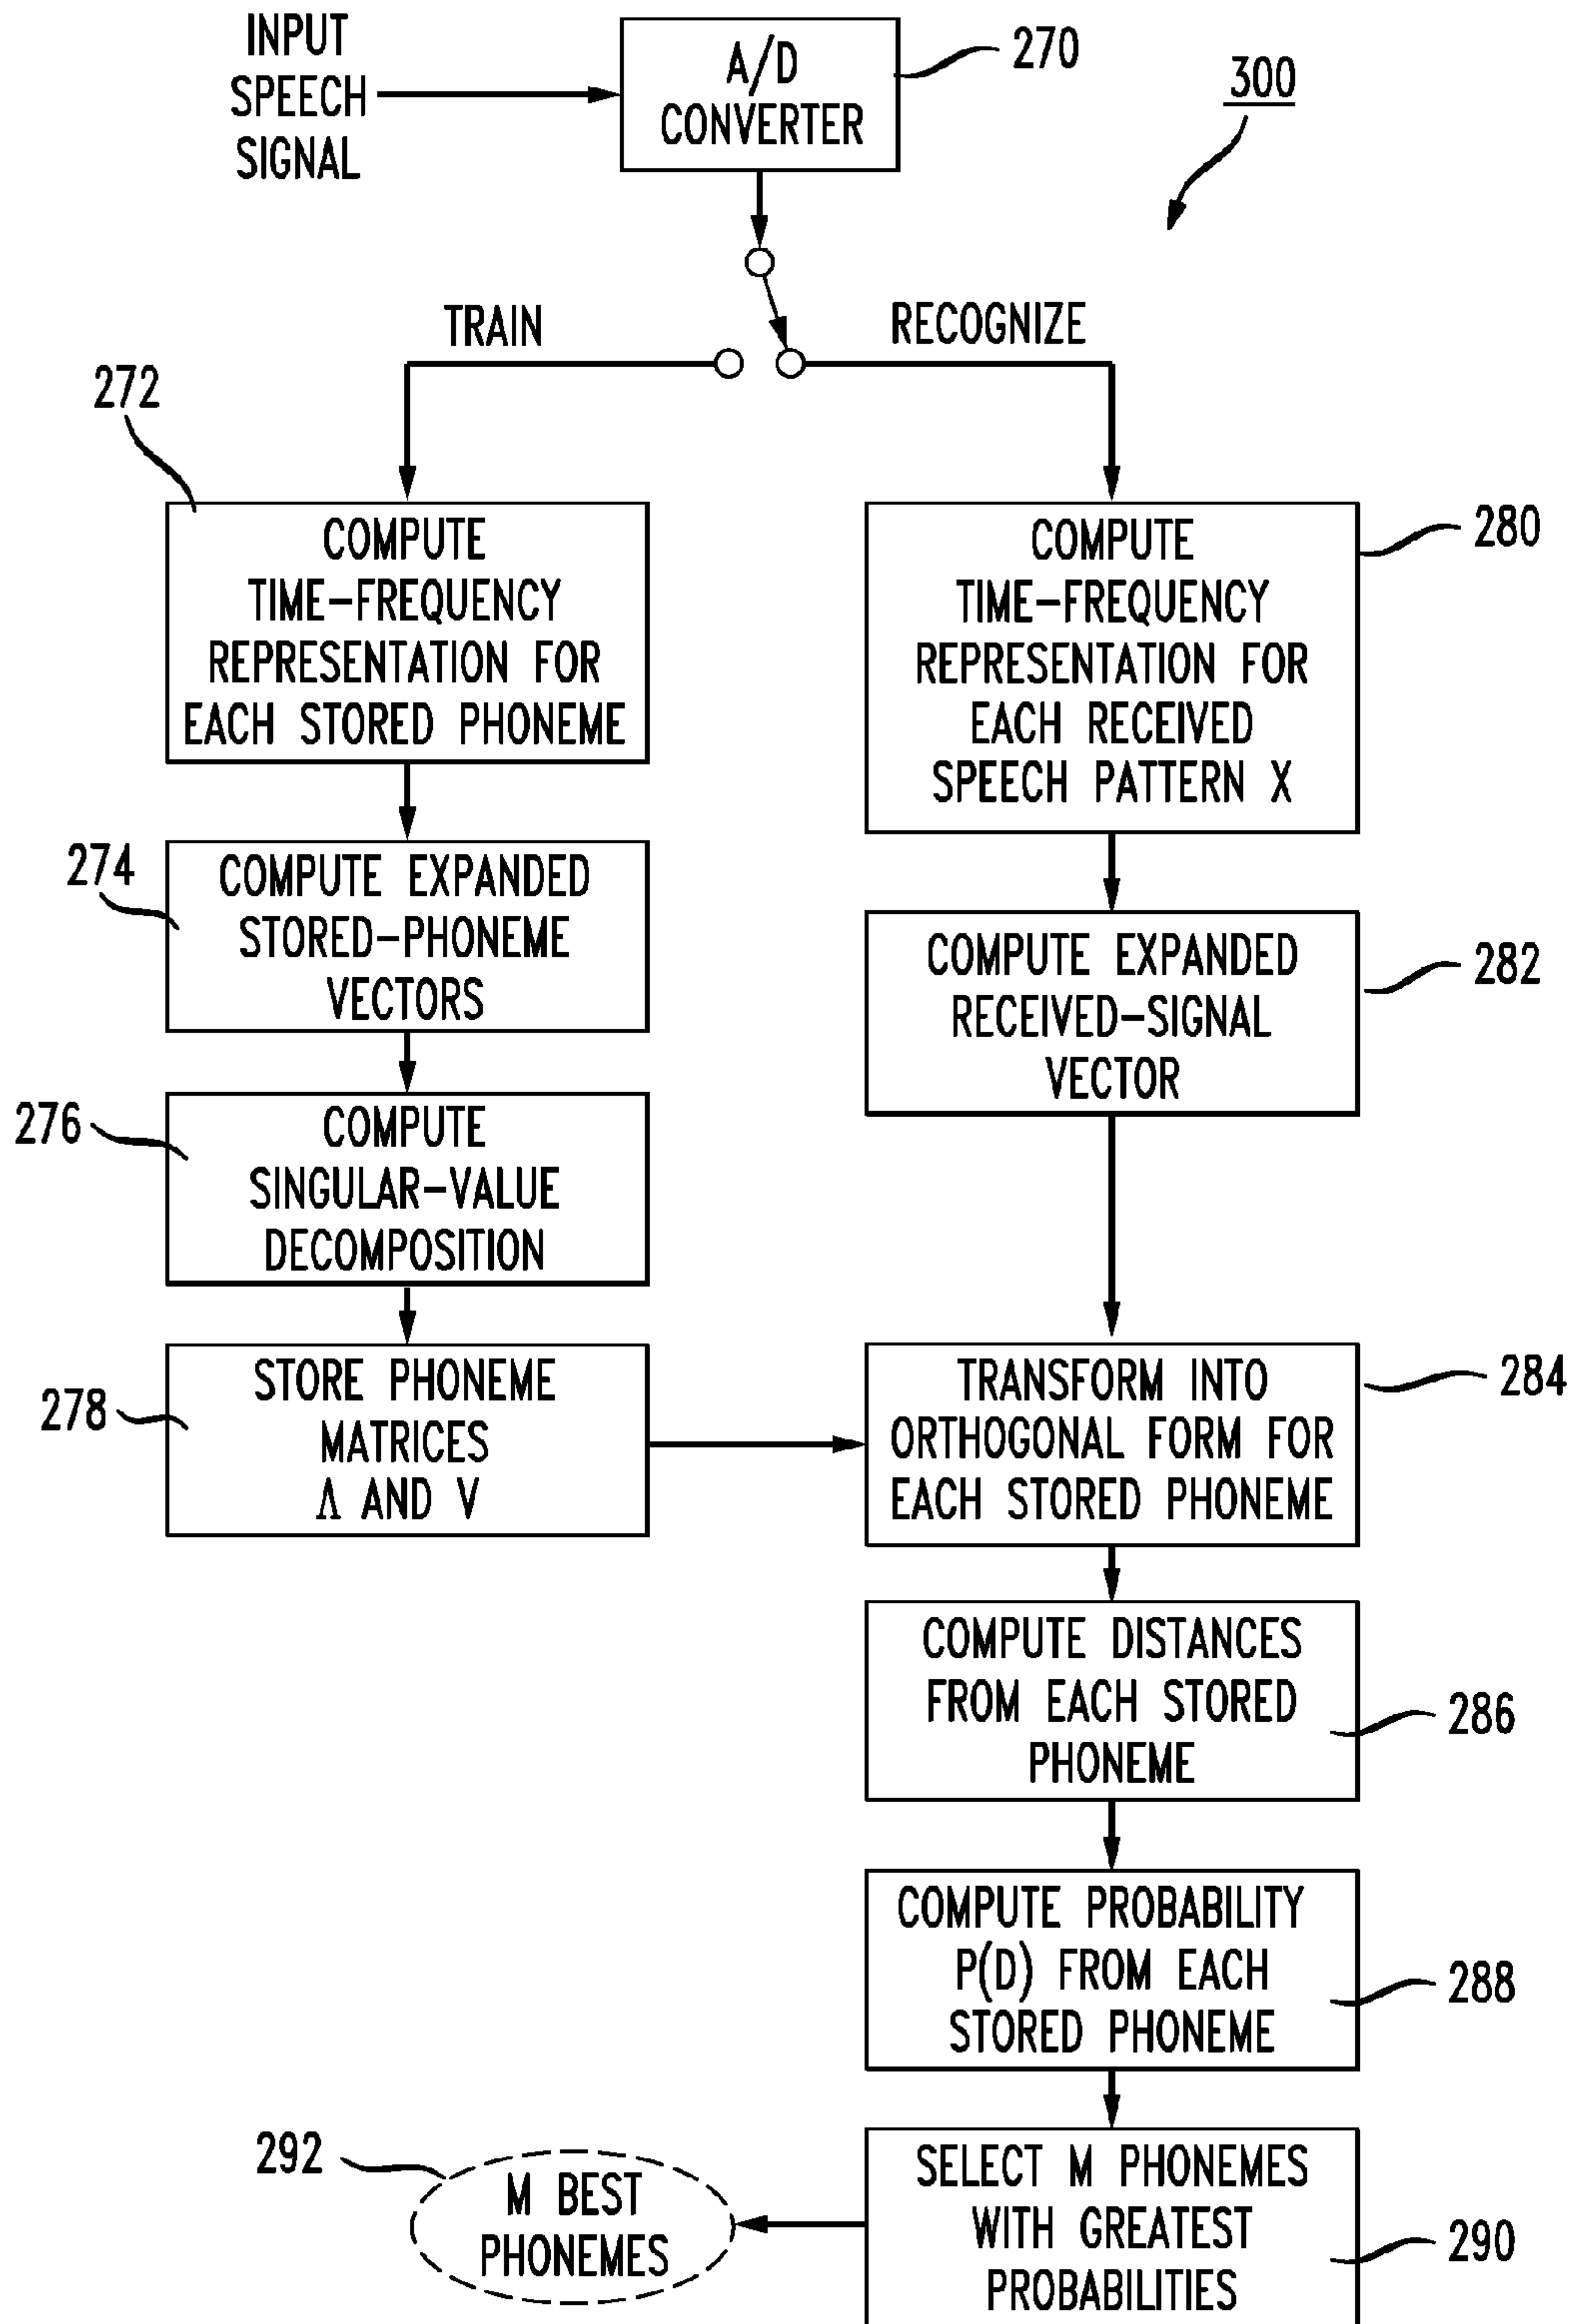 INPUT
SPEECH
SIGNAL
A/D
CONVERTER
270
300
TRAIN
RECOGNIZE
272
COMPUTE
TIME-FREQUENCY
REPRESENTATION FOR
EACH STORED PHONEME
COMPUTE
TIME-FREQUENCY
REPRESENTATION FOR
EACH RECEIVED
SPEECH PATTERN X
280
274
COMPUTE EXPANDED
STORED-PHONEME
VECTORS
COMPUTE EXPANDED
RECEIVED-SIGNAL
VECTOR
282
276
COMPUTE
SINGULAR-VALUE
DECOMPOSITION
278
STORE PHONEME
MATRICES
Λ AND V
TRANSFORM INTO
ORTHOGONAL FORM FOR
EACH STORED PHONEME
284
COMPUTE DISTANCES
FROM EACH STORED
PHONEME
286
COMPUTE PROBABILITY
P(D) FROM EACH
STORED PHONEME
288
292
M BEST
PHONEMES
SELECT M PHONEMES
WITH GREATEST
PROBABILITIES
290